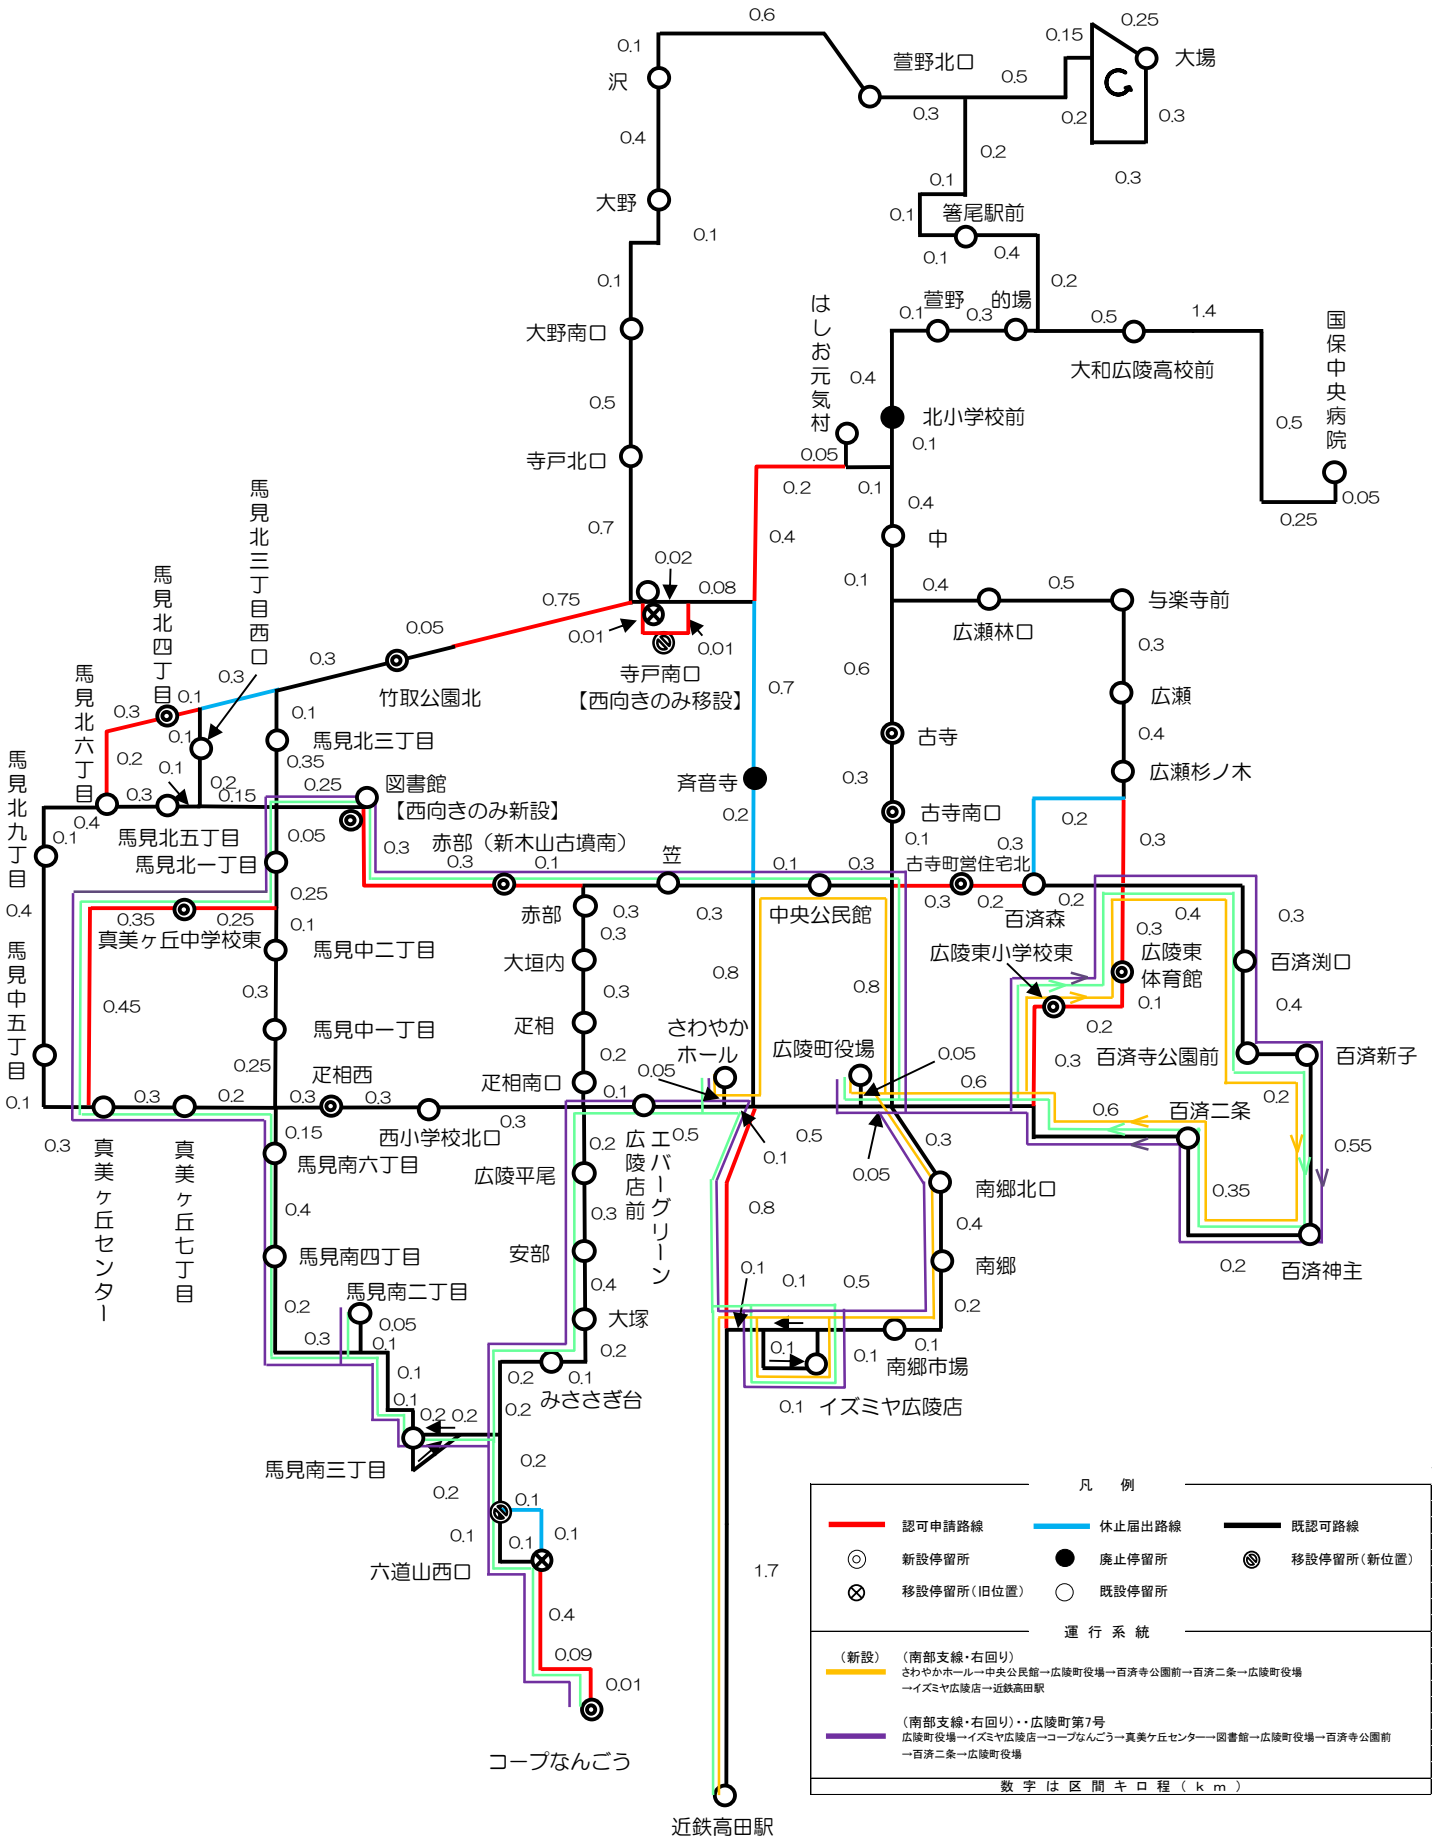 0.6
0.25
0.1
0.15
萱野北口
大場
沢
0.5
0.3
0.2
0.3
0.4
0.2
0.3
0.1
大野
0.1
箸尾駅前
0.1
0.1
0.4
0.1
0.2
はしお元気村
萱野
的場
0.1
0.3
0.5
1.4
国保中央病院
大野南口
大和広陵高校前
0.4
0.5
北小学校前
0.5
0.1
寺戸北口
0.05
0.2
0.1
0.05
0.25
0.4
0.7
0.4
中
0.02
0.08
0.1
0.4
0.5
与楽寺前
広瀬林口
0.75
0.01
0.01
0.05
0.3
寺戸南口
【西向きのみ移設】
0.6
0.3
広瀬
竹取公園北
0.7
馬見北三丁目西口
馬見北四丁目
馬見北六丁目
0.3
0.1
0.3
0.1
馬見北三丁目
古寺
0.4
0.1
0.2
0.35
馬見北九丁目
0.1
0.2
0.15
0.25
図書館
【西向きのみ新設】
斉音寺
0.3
広瀬杉ノ木
0.3
0.4
馬見北五丁目
0.05
0.2
古寺南口
0.2
0.3
0.1
馬見北一丁目
0.3
赤部（新木山古墳南）
0.3
0.1
笠
0.1
0.3
0.1
0.3
古寺町営住宅北
0.25
0.35
0.25
0.4
真美ヶ丘中学校東
0.1
赤部
0.3
0.3
中央公民館
0.3
0.2
百済森
0.2
0.4
0.3
0.3
馬見中二丁目
0.3
大垣内
広陵東小学校東
広陵東
体育館
百済渕口
馬見中五丁目
0.3
0.45
0.3
0.8
0.8
0.1
0.4
馬見中一丁目
疋相
さわやか
ホール
広陵町役場
0.2
0.25
0.2
0.3
百済寺公園前
百済新子
疋相西
疋相南口
0.05
0.05
0.6
0.2
0.1
0.3
0.2
0.3
0.3
0.1
0.6
百済二条
0.3
0.15
西小学校北口
0.3
0.2
0.5
0.1
0.5
0.05
0.3
0.55
真美ヶ丘センター
真美ヶ丘七丁目
馬見南六丁目
広陵平尾
エバーグリーン
広陵店前
南郷北口
0.35
0.4
0.3
0.8
0.4
馬見南四丁目
安部
南郷
0.2
百済神主
0.2
馬見南二丁目
0.4
0.1
0.1
0.5
0.05
大塚
0.2
0.3
0.1
0.2
0.1
0.1
0.1
南郷市場
0.1
0.2
0.1
みささぎ台
0.1
イズミヤ広陵店
0.1
0.2
0.2
0.2
馬見南三丁目
0.2
0.2
0.1
0.1
0.1
0.1
六道山西口
1.7
0.4
0.09
0.01
コープなんごう
近鉄高田駅
凡 例
認可申請路線
休止届出路線
既認可路線
新設停留所
廃止停留所
移設停留所(新位置)
移設停留所(旧位置)
既設停留所
運行系統
（新設）
（南部支線・右回り）
さわやかホール→中央公民館→広陵町役場→百済寺公園前→百済二条→広陵町役場
→イズミヤ広陵店→近鉄高田駅
（南部支線・右回り）・・広陵町第7号
広陵町役場→イズミヤ広陵店→コープなんごう→真美ケ丘センター→図書館→広陵町役場→百済寺公園前
→百済二条→広陵町役場
数字は区間キロ程（km）